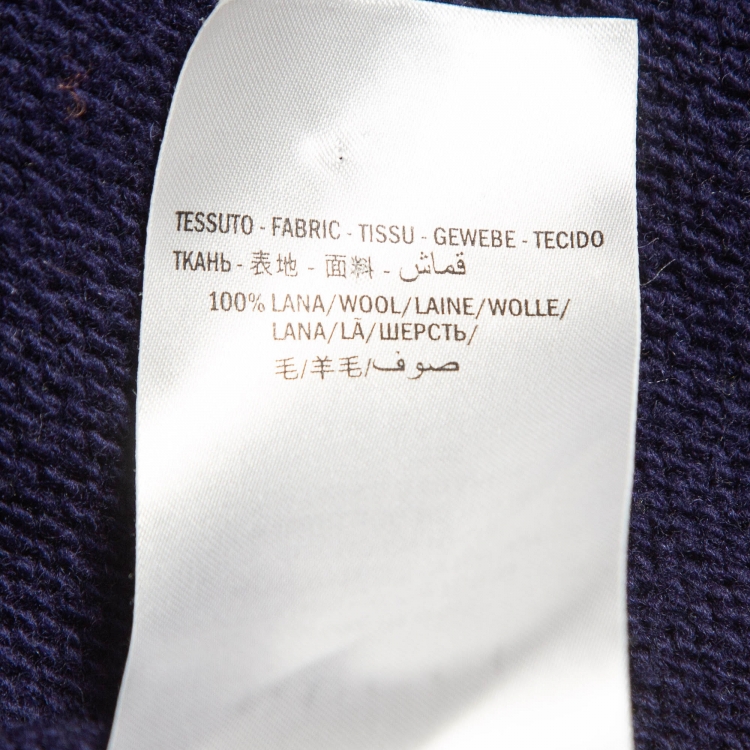 TESSUTO - FABRIC - TISSU - GEWEBE - TECIDO
ТКАНЬ - 表地 - 面料 - قماش
100% LANA/WOOL/LAINE/WOLLE/
LANA/LÃ/ШЕРСТЬ/
毛/羊毛/صوف